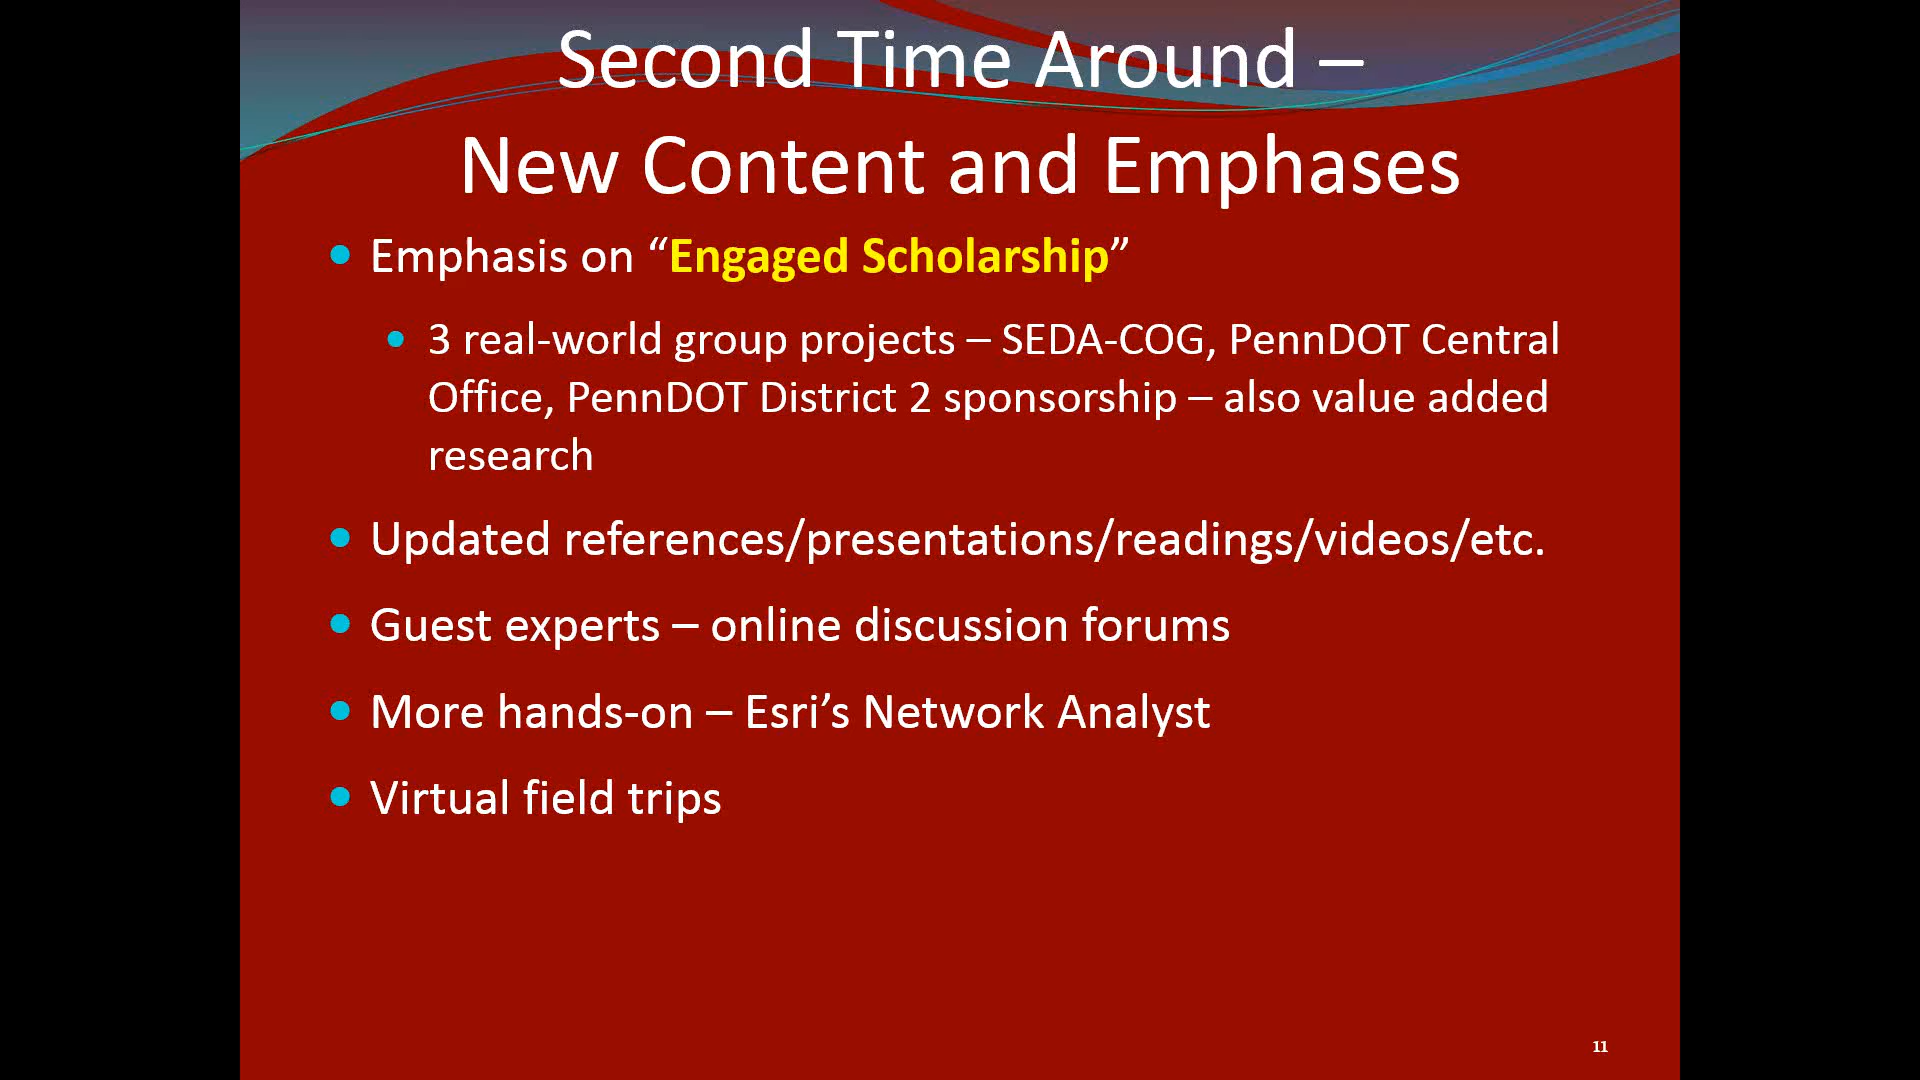 Second Time Around –
New Content and Emphases
Emphasis on “Engaged Scholarship”
3 real-world group projects – SEDA-COG, PennDOT Central
Office, PennDOT District 2 sponsorship – also value added
research
Updated references/presentations/readings/videos/etc.
Guest experts – online discussion forums
More hands-on – Esri’s Network Analyst
Virtual field trips
11